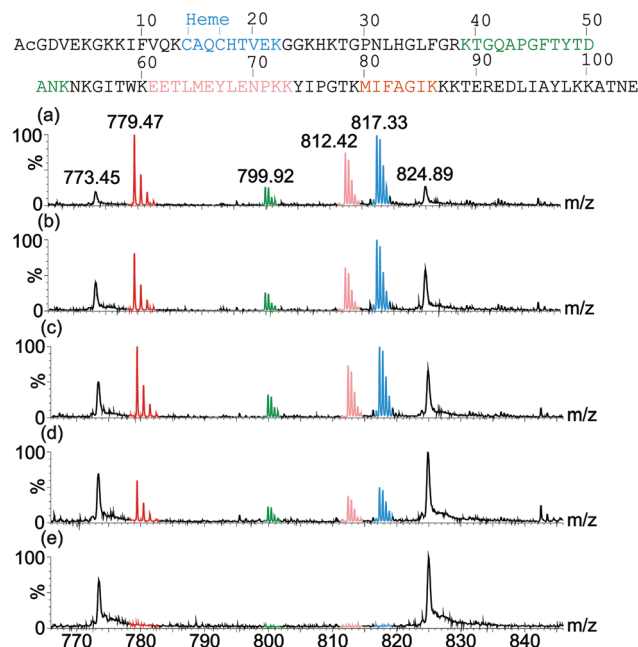 10 Heme 20 30 40 50
AcGDVEKGKKIFVQKCAQCHTVEKGGKHKTGPNLHGLFGRKTGQAPGFTYTD
ANKNKGITWKEETLMEYLENPKKYIPGTKMIFAGIKKKTEREDLIAYLKKATNE
60 70 80 90 100
(a)
100
%
0
773.45 779.47 799.92 812.42 817.33 824.89
m/z
(b)
100
%
0
m/z
(c)
100
%
0
m/z
(d)
100
%
0
m/z
(e)
100
%
0
770 780 790 800 810 820 830 840 m/z